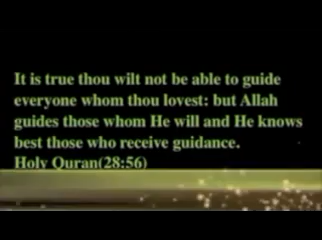 It is true thou wilt not be able to guide
everyone whom thou lovest: but Allah
guides those whom He will and He knows
best those who receive guidance.
Holy Quran(28:56)